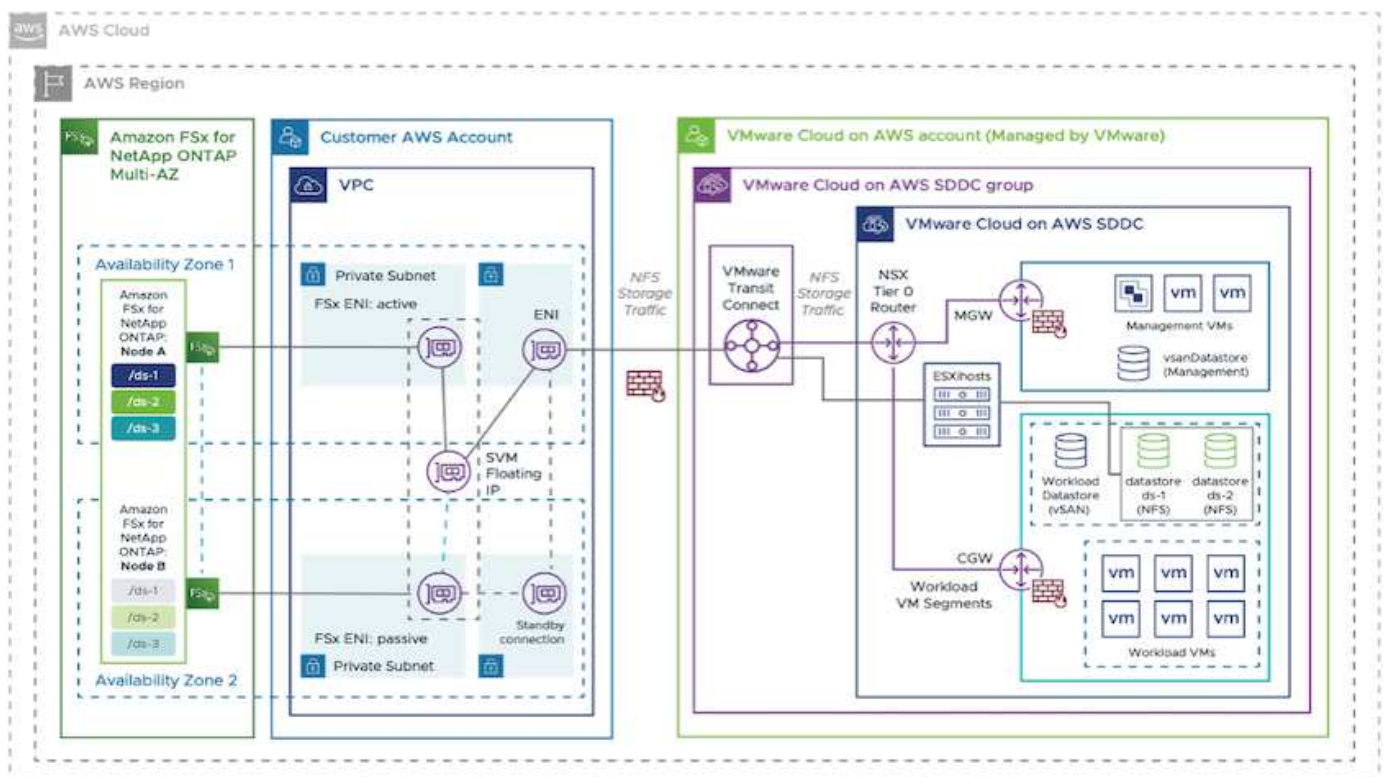 aws
AWS Cloud
AWS Region
FSx
Amazon FSx for
NetApp ONTAP
Multi-AZ
Customer AWS Account
VPC
VMware Cloud on AWS account (Managed by VMware)
VMware Cloud on AWS SDDC group
VMware Cloud on AWS SDDC
Availability Zone 1
Amazon
FSx for
NetApp
ONTAP:
Node A
/ds-1
/ds-2
/ds-3
FSx
Private Subnet
FSx ENI: active
ENI
SVM
Floating
IP
NFS
Storage
Traffic
VMware
Transit
Connect
NFS
Storage
Traffic
NSX
Tier 0
Router
MGW
vm
vm
Management VMs
vsanDatastore
(Management)
ESXihosts
Workload
Datastore
(vSAN)
datastore
ds-1
(NFS)
datastore
ds-2
(NFS)
CGW
Workload
VM Segments
vm
vm
vm
vm
vm
vm
Workload VMs
Amazon
FSx for
NetApp
ONTAP:
Node B
/ds-1
/ds-2
/ds-3
FSx
FSx ENI: passive
Private Subnet
Standby
connection
Availability Zone 2